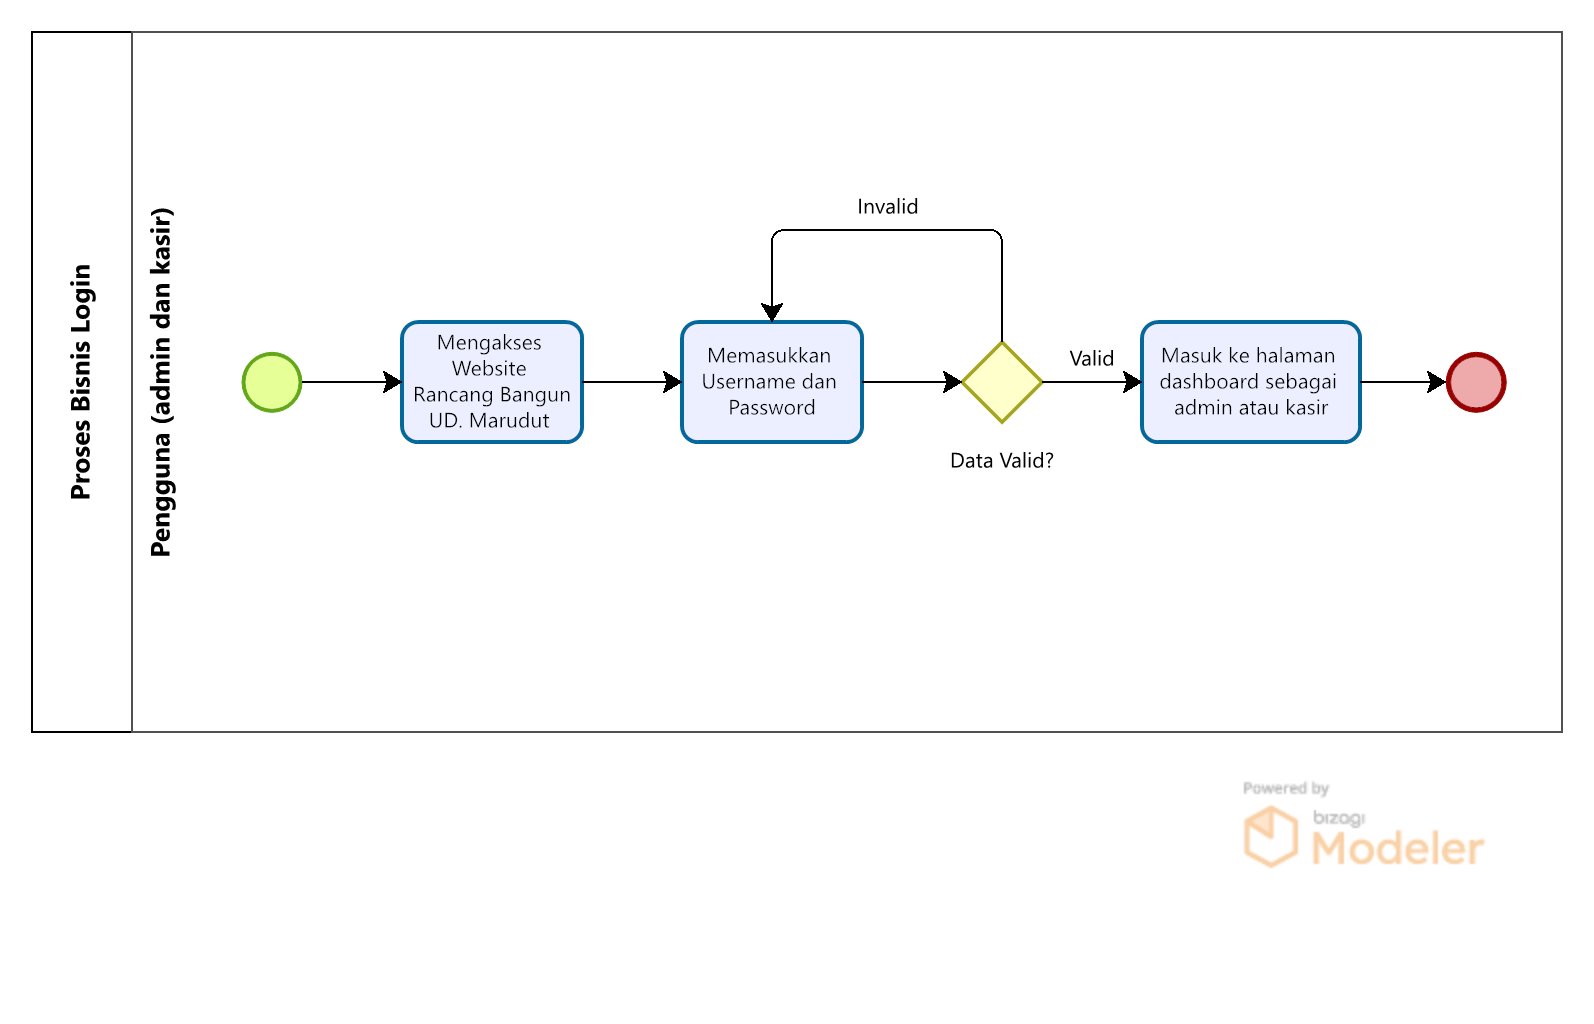 Proses Bisnis Login
Pengguna (admin dan kasir)
Invalid
Mengakses
Website
Rancang Bangun
UD. Marudut
Memasukkan
Username dan
Password
Data Valid?
Valid
Masuk ke halaman
dashboard sebagai
admin atau kasir
Powered by
bizagi
Modeler